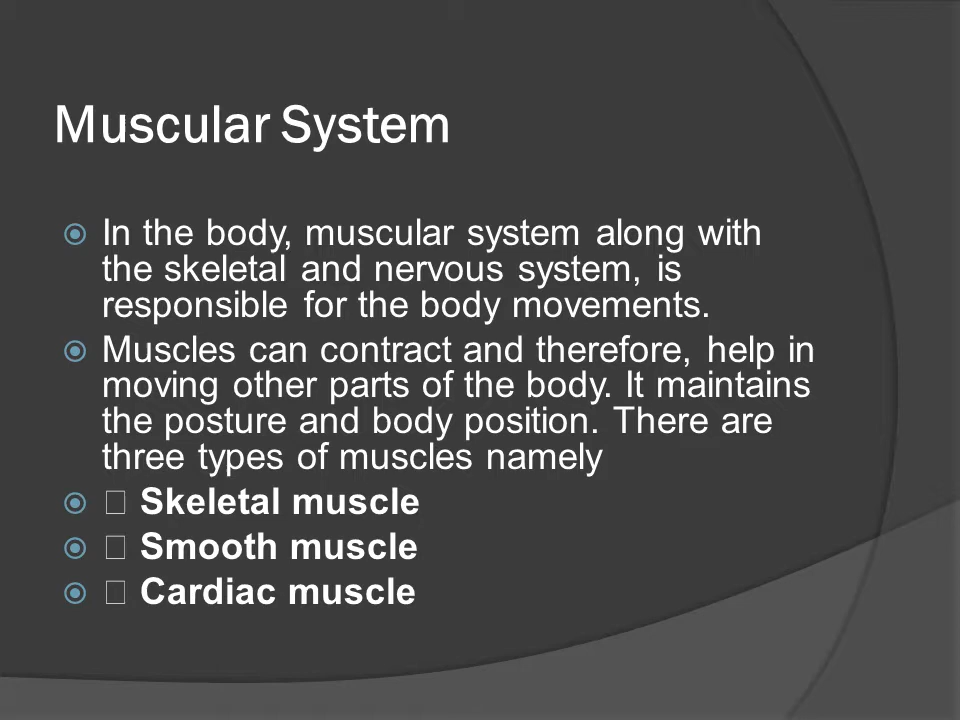 Muscular System
In the body, muscular system along with
the skeletal and nervous system, is
responsible for the body movements.
Muscles can contract and therefore, help in
moving other parts of the body. It maintains
the posture and body position. There are
three types of muscles namely
Skeletal muscle
Smooth muscle
Cardiac muscle